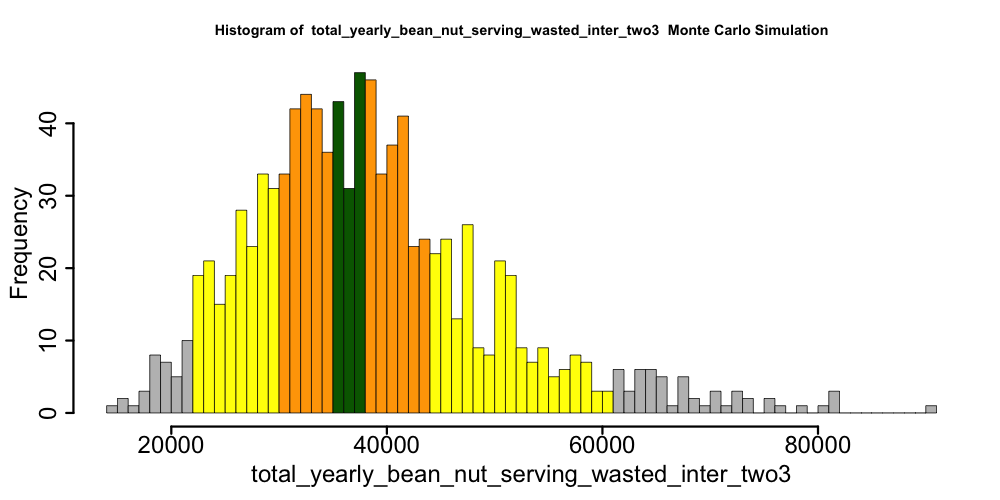 Histogram of  total_yearly_bean_nut_serving_wasted_inter_two3  Monte Carlo Simulation
Frequency
40
30
20
10
0
20000 40000 60000 80000
total_yearly_bean_nut_serving_wasted_inter_two3